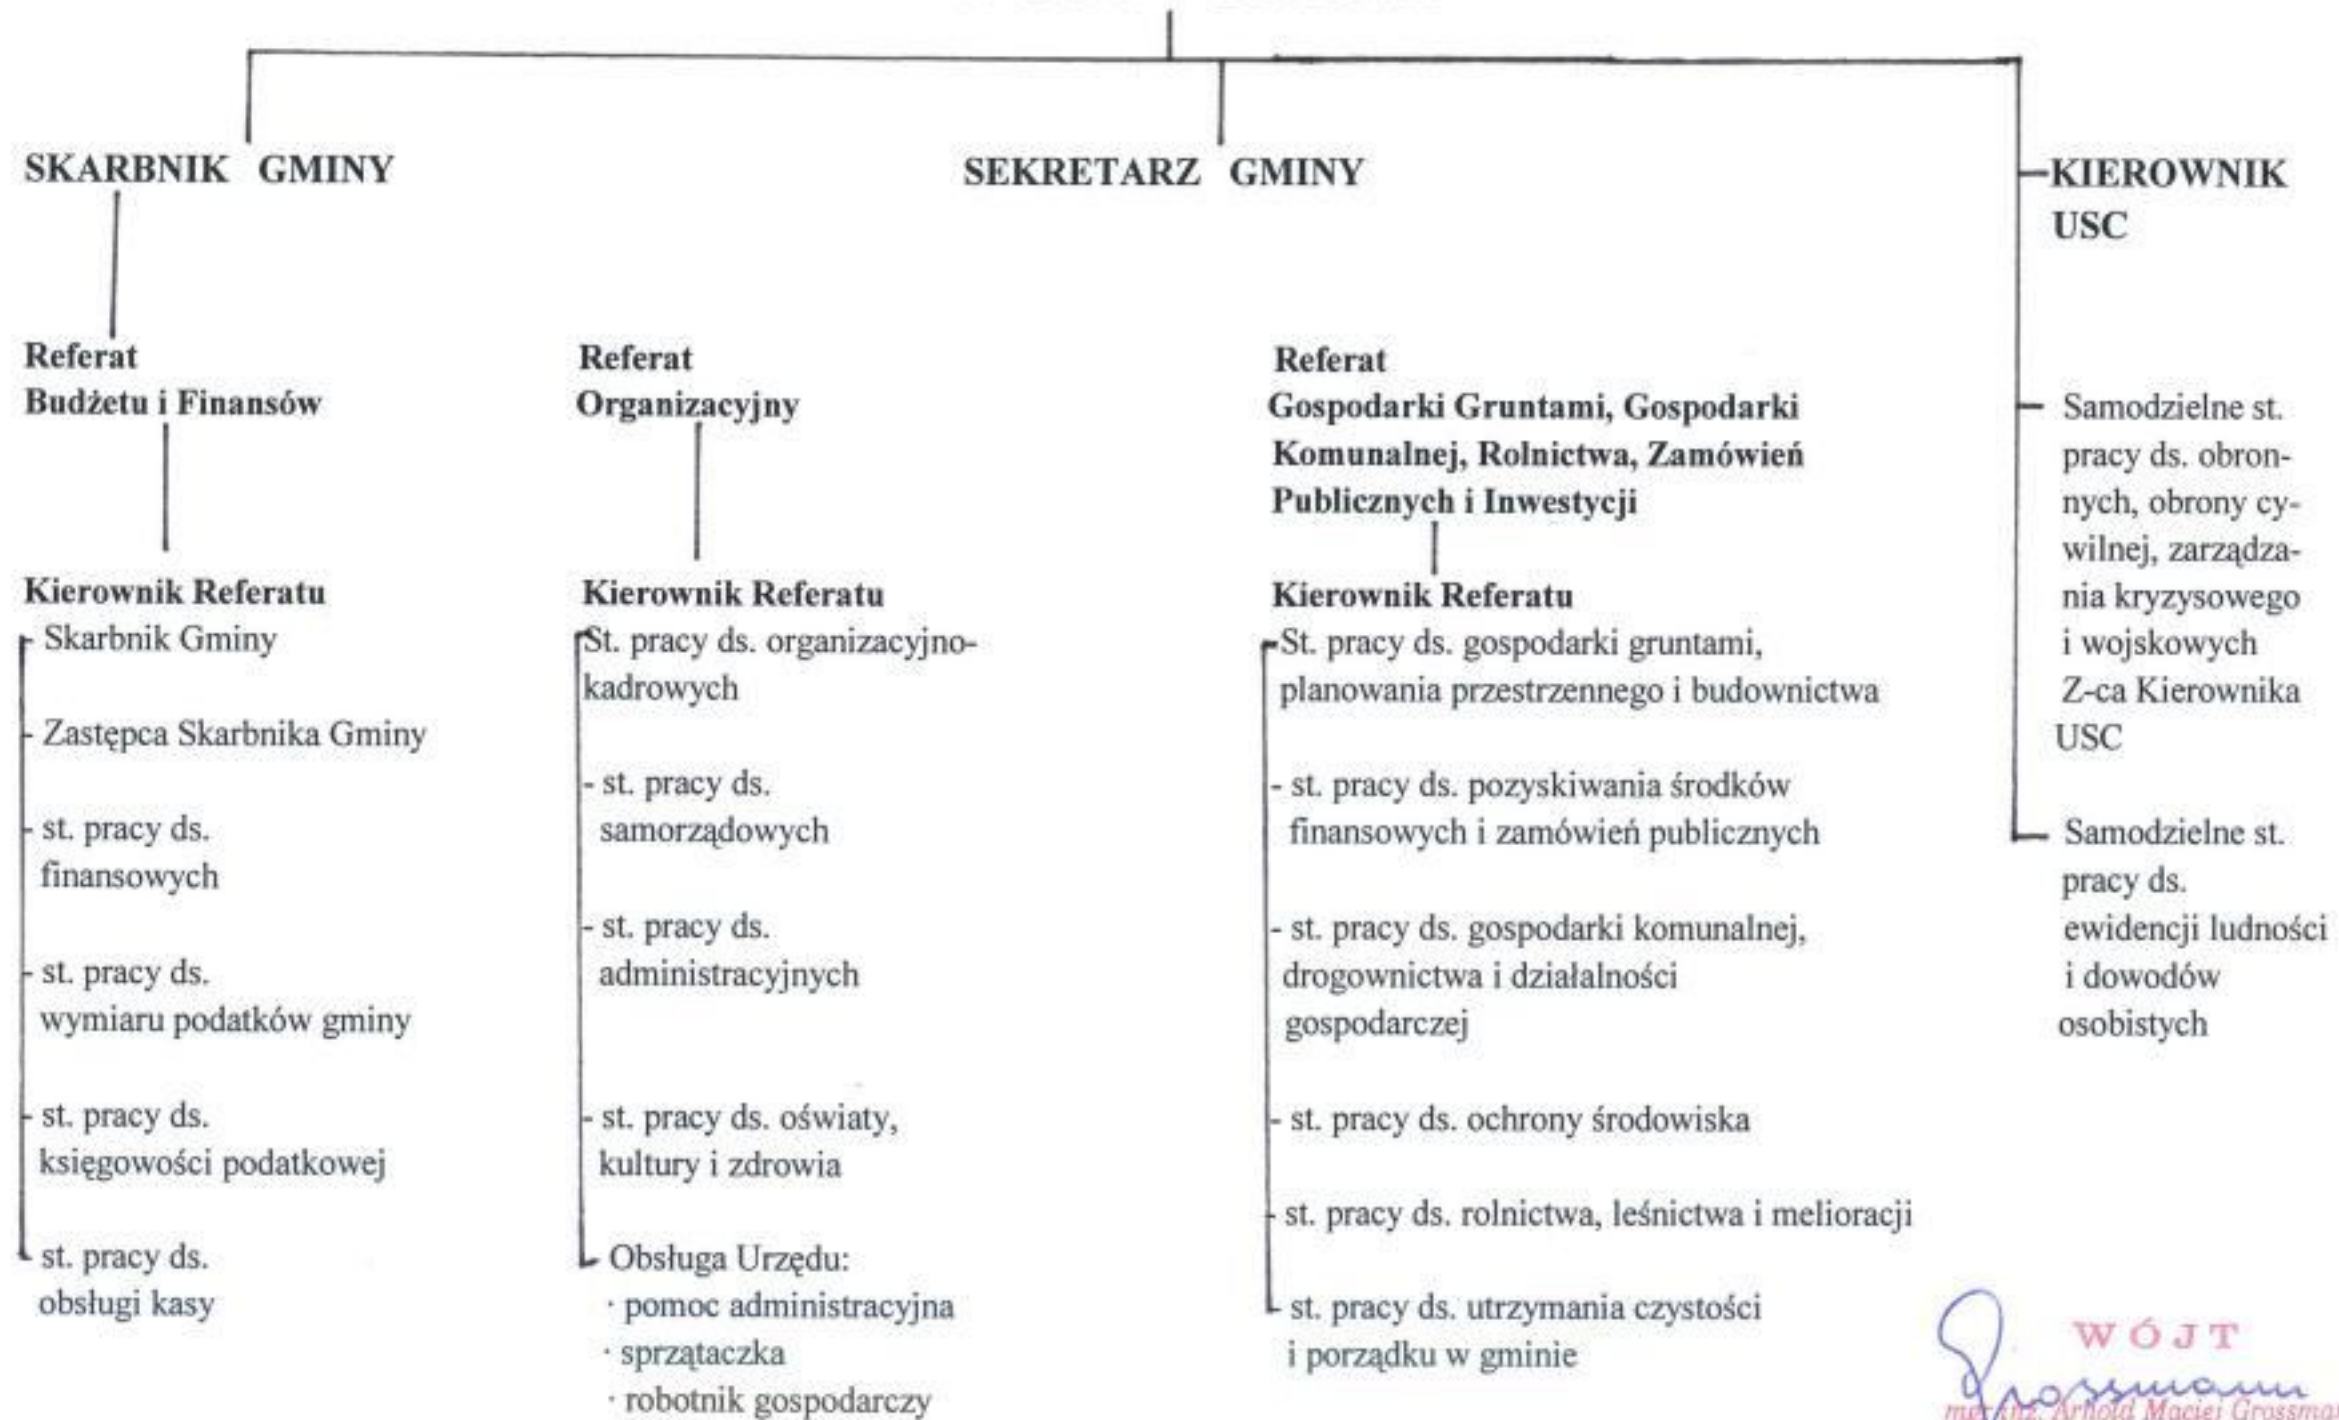 SKARBNIK GMINY
SEKRETARZ GMINY
KIEROWNIK
USC
Referat
Budżetu i Finansów
Kierownik Referatu
- Skarbnik Gminy
- Zastępca Skarbnika Gminy
- st. pracy ds.
finansowych
- st. pracy ds.
wymiaru podatków gminy
- st. pracy ds.
księgowości podatkowej
- st. pracy ds.
obsługi kasy
Referat
Organizacyjny
Kierownik Referatu
St. pracy ds. organizacyjno-
kadrowych
- st. pracy ds.
samorządowych
- st. pracy ds.
administracyjnych
- st. pracy ds. oświaty,
kultury i zdrowia
- Obsługa Urzędu:
· pomoc administracyjna
· sprzątaczka
· robotnik gospodarczy
Referat
Gospodarki Gruntami, Gospodarki
Komunalnej, Rolnictwa, Zamówień
Publicznych i Inwestycji
Kierownik Referatu
-St. pracy ds. gospodarki gruntami,
planowania przestrzennego i budownictwa
- st. pracy ds. pozyskiwania środków
finansowych i zamówień publicznych
- st. pracy ds. gospodarki komunalnej,
drogownictwa i działalności
gospodarczej
- st. pracy ds. ochrony środowiska
- st. pracy ds. rolnictwa, leśnictwa i melioracji
- st. pracy ds. utrzymania czystości
i porządku w gminie
Samodzielne st.
pracy ds. obron-
nych, obrony cy-
wilnej, zarządza-
nia kryzysowego
i wojskowych
Z-ca Kierownika
USC
Samodzielne st.
pracy ds.
ewidencji ludności
i dowodów
osobistych
WÓJT
Grossmann
mgr inż. Arnold Maciej Grossma